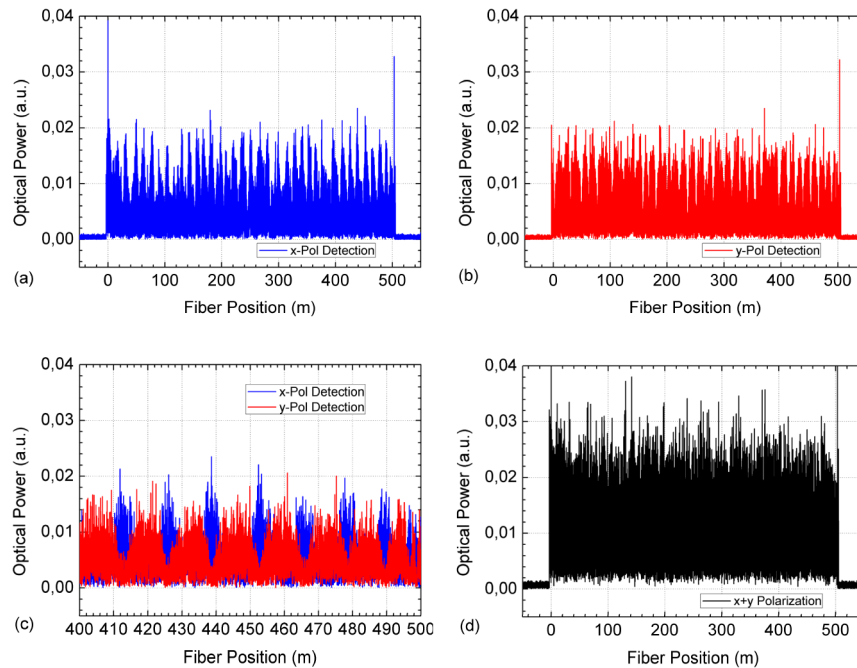 0,04
0,03
0,02
0,01
0,00
Optical Power (a.u.)
x-Pol Detection
0 100 200 300 400 500
Fiber Position (m)
(a)
0,04
0,03
0,02
0,01
0,00
Optical Power (a.u.)
y-Pol Detection
0 100 200 300 400 500
Fiber Position (m)
(b)
0,04
0,03
0,02
0,01
0,00
Optical Power (a.u.)
x-Pol Detection
y-Pol Detection
400 410 420 430 440 450 460 470 480 490 500
Fiber Position (m)
(c)
0,04
0,03
0,02
0,01
0,00
Optical Power (a.u.)
x+y Polarization
0 100 200 300 400 500
Fiber Position (m)
(d)